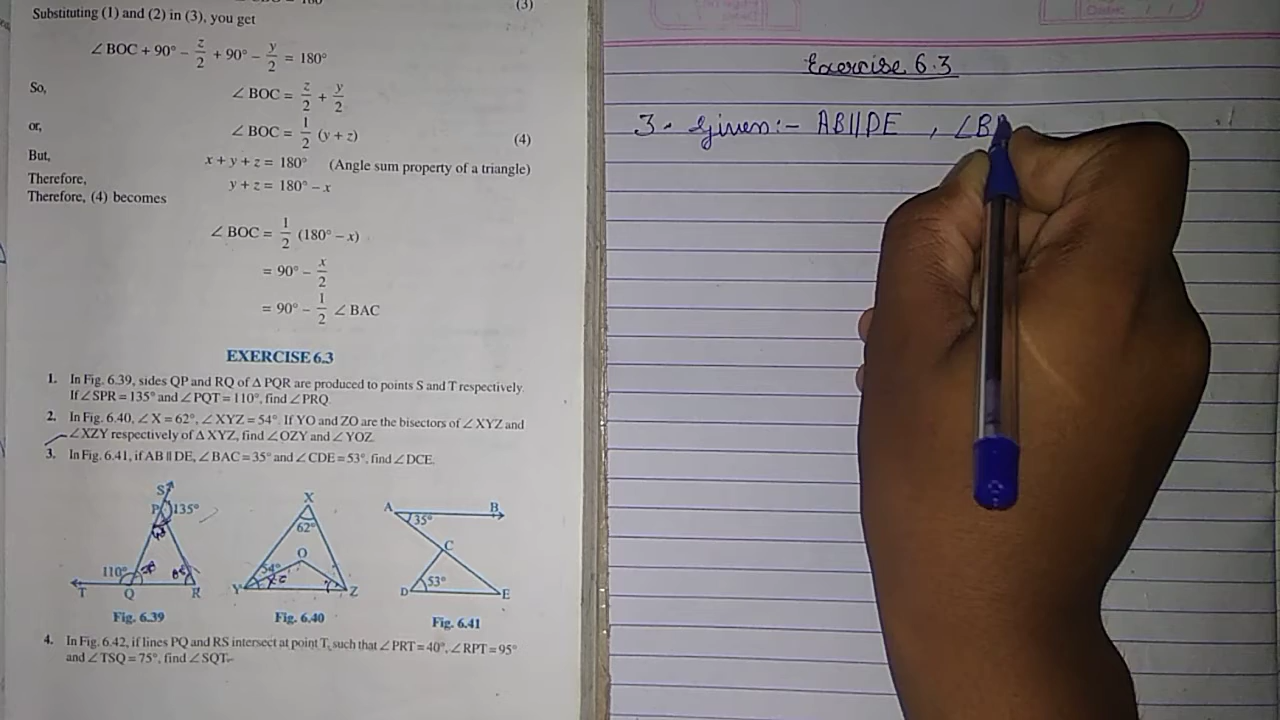 (3)
Substituting (1) and (2) in (3), you get
∠ BOC + 90° − z/2 + 90° − y/2 = 180°
So, ∠ BOC = z/2 + y/2
or, ∠ BOC = 1/2 (y + z) (4)
But, x + y + z = 180° (Angle sum property of a triangle)
Therefore, y + z = 180° − x
Therefore, (4) becomes
∠ BOC = 1/2 (180° − x)
= 90° − x/2
= 90° − 1/2 ∠ BAC
EXERCISE 6.3
1. In Fig. 6.39, sides QP and RQ of Δ PQR are produced to points S and T respectively.
If ∠ SPR = 135° and ∠ PQT = 110°, find ∠ PRQ.
2. In Fig. 6.40, ∠ X = 62°, ∠ XYZ = 54°. If YO and ZO are the bisectors of ∠ XYZ and
∠ XZY respectively of Δ XYZ, find ∠ OZY and ∠ YOZ.
3. In Fig. 6.41, if AB || DE, ∠ BAC = 35° and ∠ CDE = 53°, find ∠ DCE.
S
P 135°
110°
T Q R
Fig. 6.39
X
62°
O
54°
Y Z
Fig. 6.40
A B
35°
C
53°
D E
Fig. 6.41
4. In Fig. 6.42, if lines PQ and RS intersect at point T, such that ∠ PRT = 40°, ∠ RPT = 95°
and ∠ TSQ = 75°, find ∠ SQT.
Exercise 6.3
3. Given:- AB||DE , ∠B